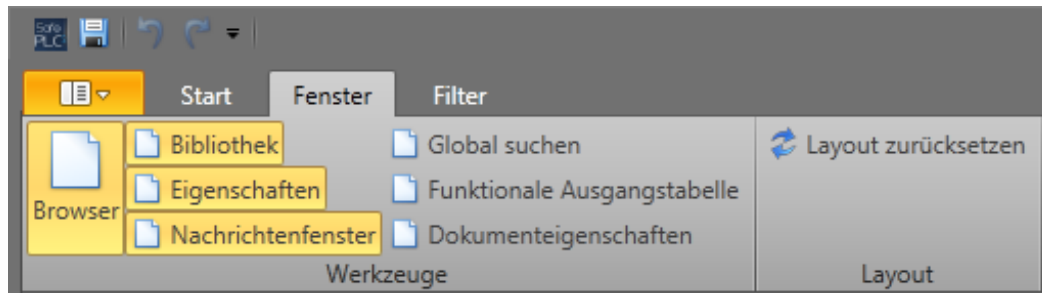 Safe
PLC
Start Fenster Filter
Browser
Bibliothek
Eigenschaften
Nachrichtenfenster
Global suchen
Funktionale Ausgangstabelle
Dokumenteigenschaften
Werkzeuge
Layout zurücksetzen
Layout